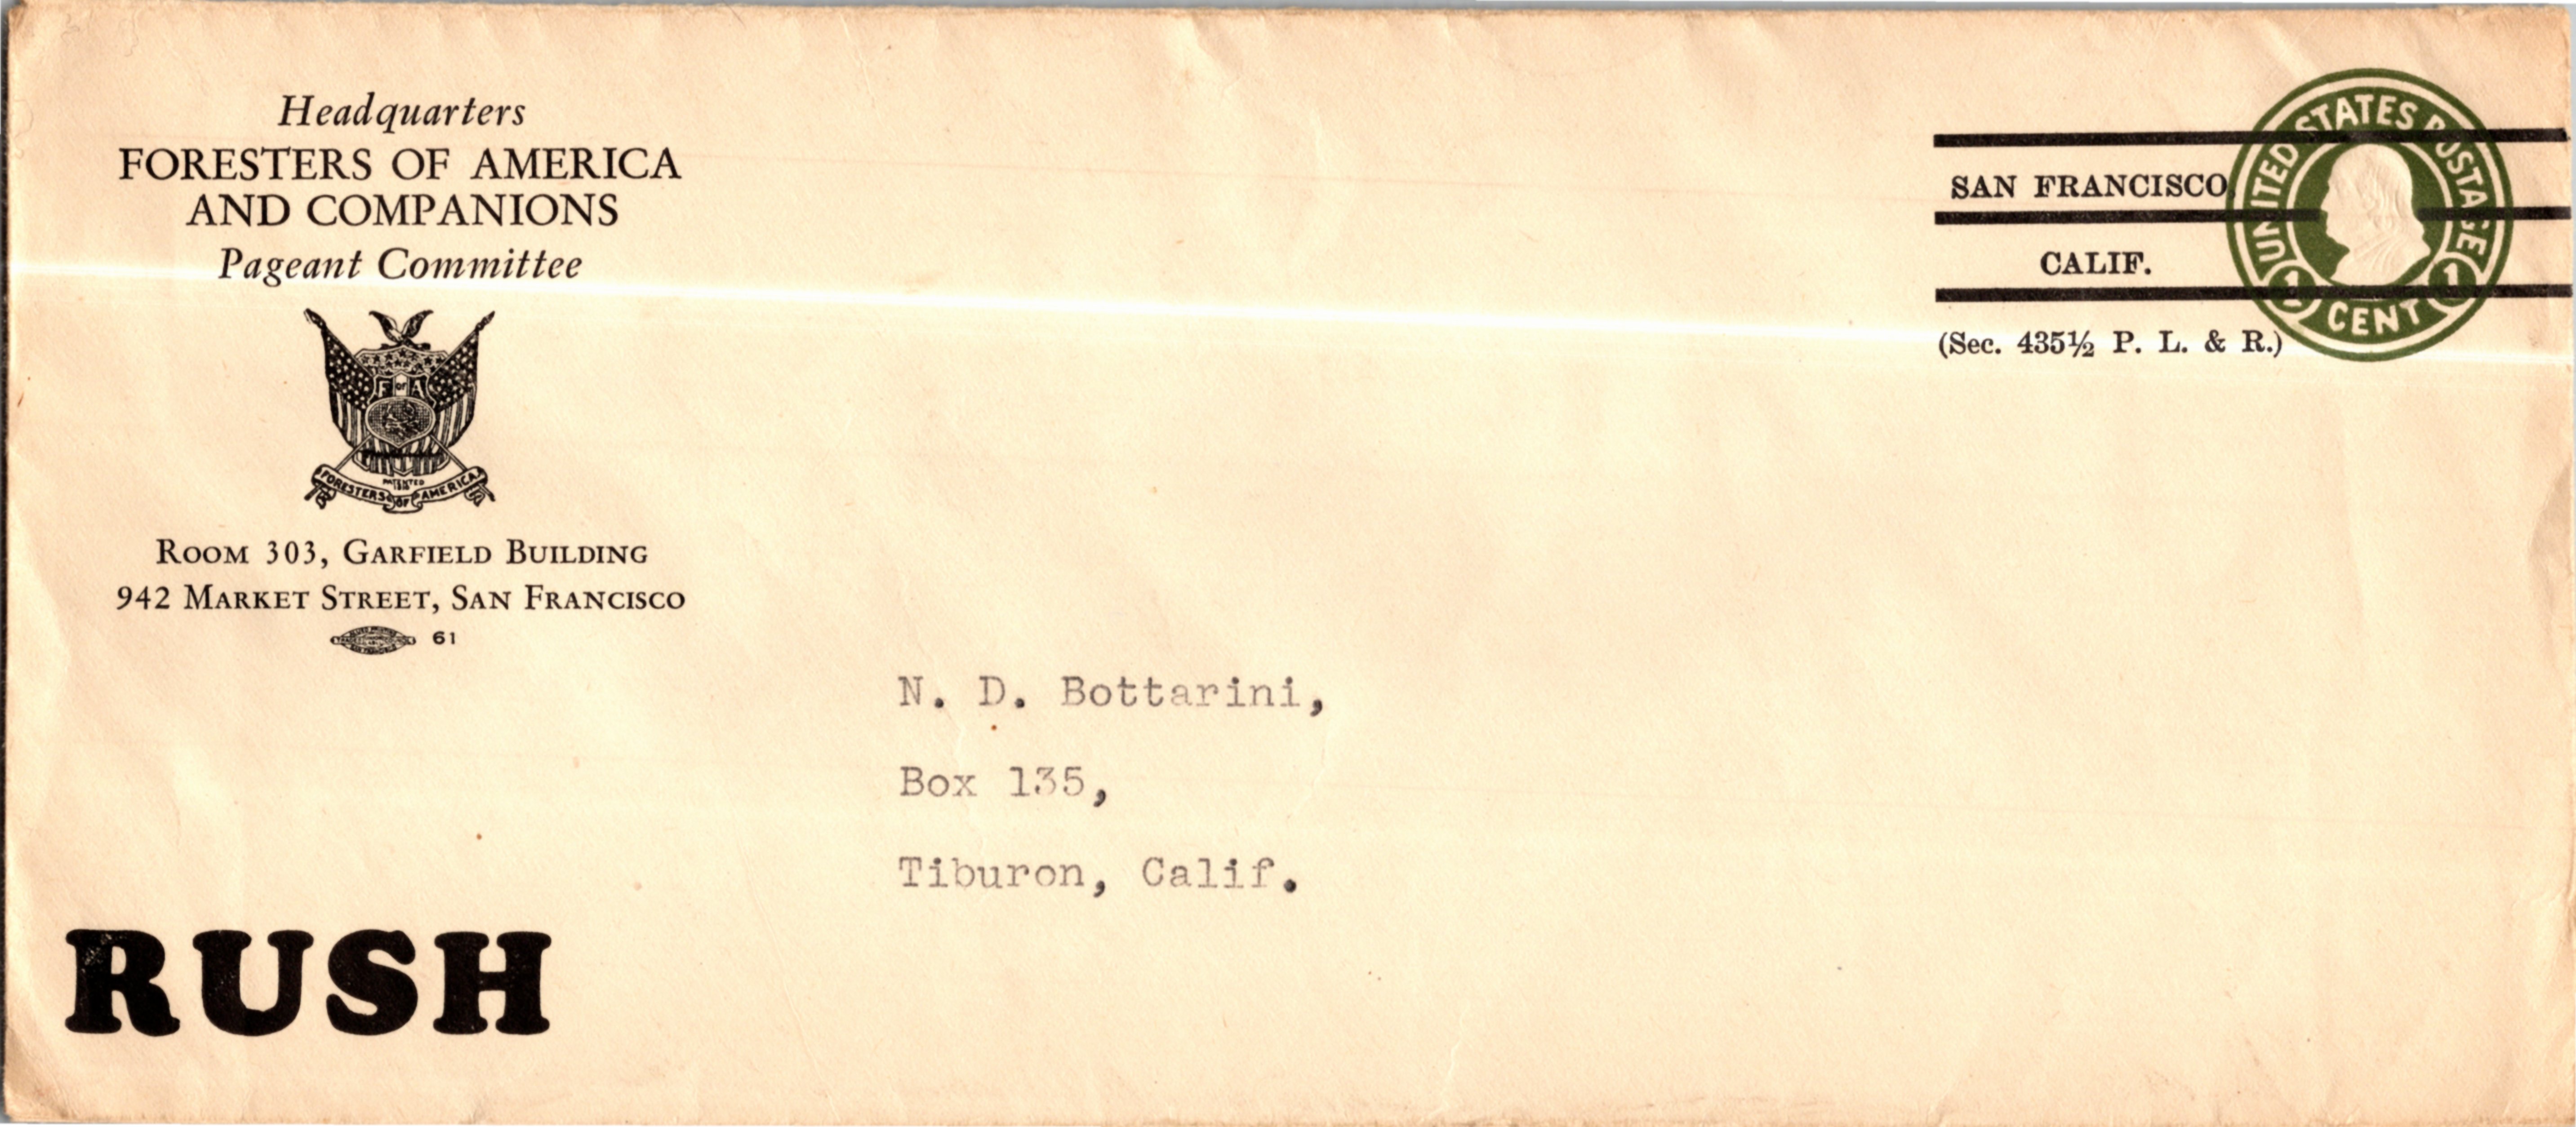 Headquarters
FORESTERS OF AMERICA
AND COMPANIONS
Pageant Committee
F of A
PATENTED
FORESTERS OF AMERICA
ROOM 303, GARFIELD BUILDING
942 MARKET STREET, SAN FRANCISCO
61
SAN FRANCISCO,
CALIF.
(Sec. 435½ P. L. & R.)
UNITED STATES POSTAGE
1 CENT 1
N. D. Bottarini,
Box 135,
Tiburon, Calif.
RUSH